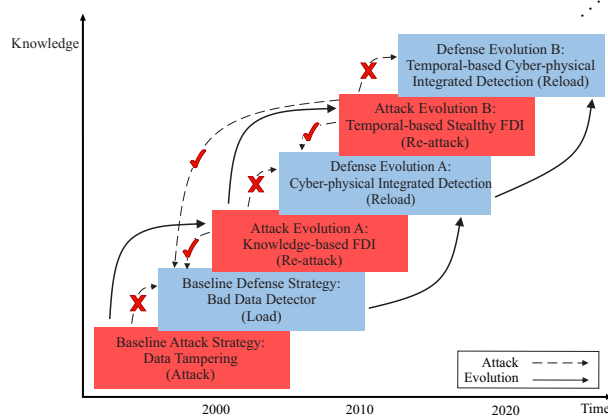 Knowledge
Defense Evolution B:
Temporal-based Cyber-physical
Integrated Detection (Reload)
Attack Evolution B:
Temporal-based Stealthy FDI
(Re-attack)
Defense Evolution A:
Cyber-physical Integrated Detection
(Reload)
Attack Evolution A:
Knowledge-based FDI
(Re-attack)
Baseline Defense Strategy:
Bad Data Detector
(Load)
Baseline Attack Strategy:
Data Tampering
(Attack)
Attack
Evolution
2000
2010
2020
Time